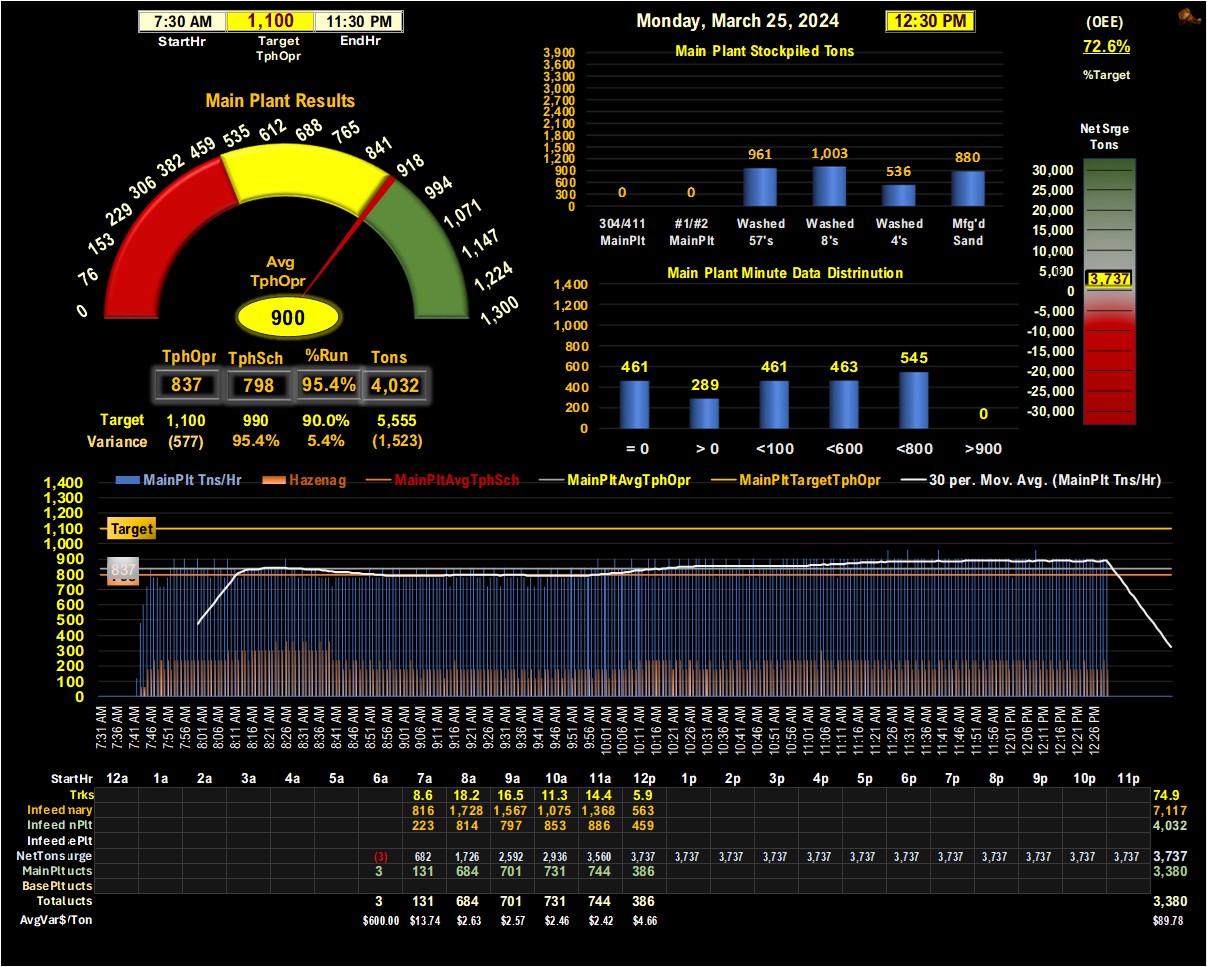 7:30 AM 1,100 11:30 PM
StartHr Target TphOpr EndHr
Monday, March 25, 2024 12:30 PM
(OEE)
72.6%
%Target
Main Plant Results
0 76 153 229 306 382 459 535 612 688 765 841 918 994 1,071 1,147 1,224 1,300
Avg
TphOpr
900
TphOpr TphSch %Run Tons
837 798 95.4% 4,032
Target 1,100 990 90.0% 5,555
Variance (577) 95.4% 5.4% (1,523)
Main Plant Stockpiled Tons
3,900
3,600
3,300
3,000
2,700
2,400
2,100
1,800
1,500
1,200
900
600
300
0
0 0 961 1,003 536 880
304/411 #1/#2 Washed Washed Washed Mfg'd
MainPlt MainPlt 57's 8's 4's Sand
Main Plant Minute Data Distrinution
1,400
1,200
1,000
800
600
400
200
0
461 289 461 463 545 0
= 0 > 0 <100 <600 <800 >900
Net Srge
Tons
30,000
25,000
20,000
15,000
10,000
5,000
3,737
0
-5,000
-10,000
-15,000
-20,000
-25,000
-30,000
MainPlt Tns/Hr Hazenag MainPltAvgTphSch MainPltAvgTphOpr MainPltTargetTphOpr 30 per. Mov. Avg. (MainPlt Tns/Hr)
1,400
1,300
1,200
1,100
1,000
900
800
700
600
500
400
300
200
100
0
Target
837
7:31 AM 7:36 AM 7:41 AM 7:46 AM 7:51 AM 7:56 AM 8:01 AM 8:06 AM 8:11 AM 8:16 AM 8:21 AM 8:26 AM 8:31 AM 8:36 AM 8:41 AM 8:46 AM 8:51 AM 8:56 AM 9:01 AM 9:06 AM 9:11 AM 9:16 AM 9:21 AM 9:26 AM 9:31 AM 9:36 AM 9:41 AM 9:46 AM 9:51 AM 9:56 AM 10:01 AM 10:06 AM 10:11 AM 10:16 AM 10:21 AM 10:26 AM 10:31 AM 10:36 AM 10:41 AM 10:46 AM 10:51 AM 10:56 AM 11:01 AM 11:06 AM 11:11 AM 11:16 AM 11:21 AM 11:26 AM 11:31 AM 11:36 AM 11:41 AM 11:46 AM 11:51 AM 11:56 AM 12:01 PM 12:06 PM 12:11 PM 12:16 PM 12:21 PM 12:26 PM
StartHr 12a 1a 2a 3a 4a 5a 6a 7a 8a 9a 10a 11a 12p 1p 2p 3p 4p 5p 6p 7p 8p 9p 10p 11p
Trks 8.6 18.2 16.5 11.3 14.4 5.9 74.9
Infeed nary 816 1,728 1,567 1,075 1,368 563 7,117
Infeed nPlt 223 814 797 853 886 459 4,032
Infeed ePlt
NetTons urge (3) 682 1,726 2,592 2,936 3,560 3,737 3,737 3,737 3,737 3,737 3,737 3,737 3,737 3,737 3,737 3,737 3,737 3,737
MainPlt ucts 3 131 684 701 731 744 386 3,380
BasePlt ucts
Total ucts 3 131 684 701 731 744 386 3,380
AvgVar$/Ton $600.00 $13.74 $2.63 $2.57 $2.46 $2.42 $4.66 $89.78